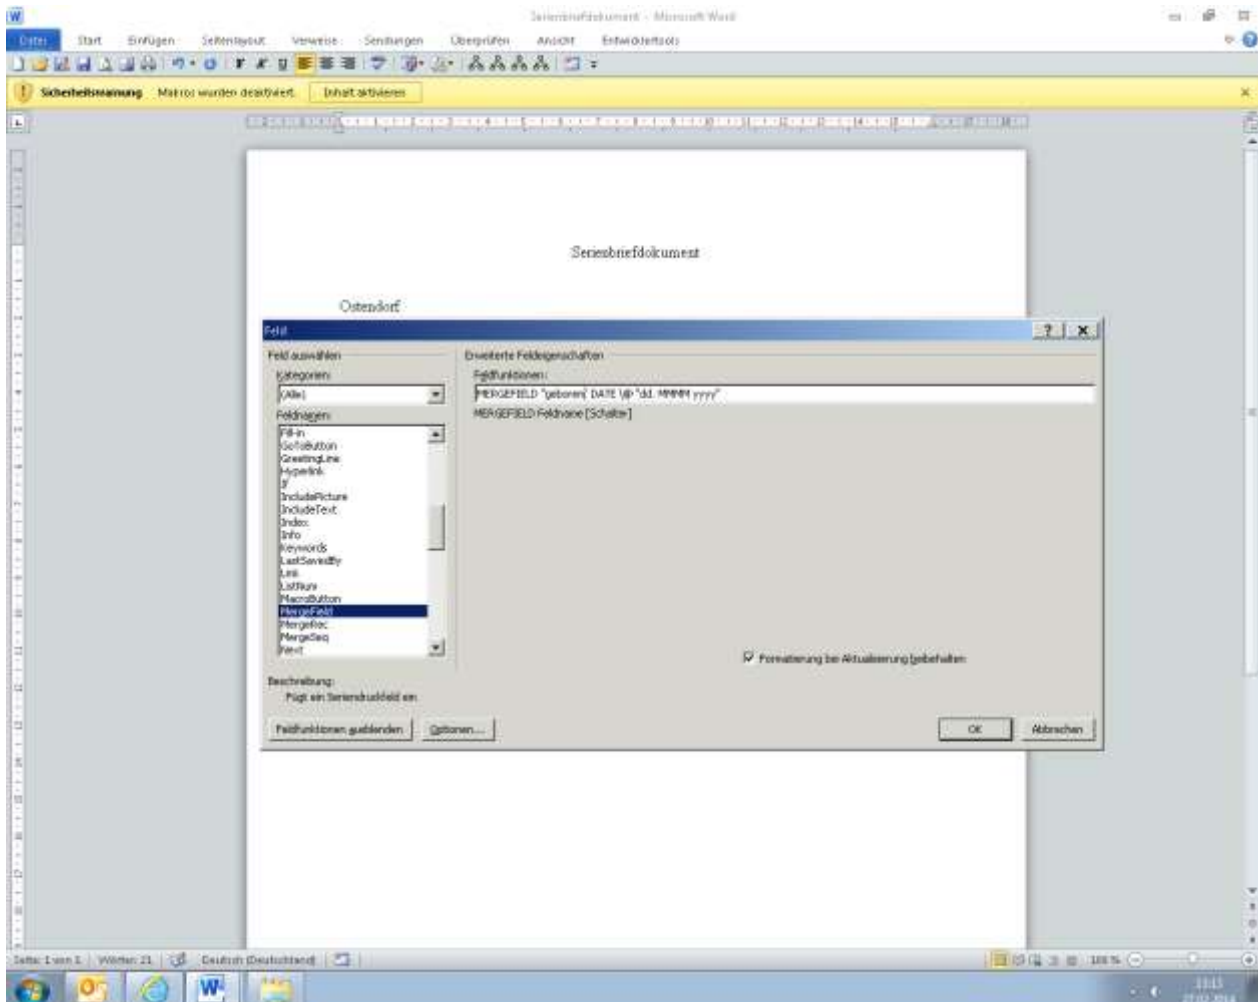 Serienbriefdokument - Microsoft Word
Datei Start Einfügen Seitenlayout Verweise Sendungen Überprüfen Ansicht Entwicklertools
Sicherheitswarnung Makros wurden deaktiviert. Inhalt aktivieren
Serienbriefdokument
Ostendorf
Feld
Feld auswählen
Kategorien:
(Alle)
Feldnamen:
Fill-in
GoToButton
GreetingLine
Hyperlink
If
IncludePicture
IncludeText
Index
Info
Keywords
LastSavedBy
Link
ListNum
MacroButton
MergeField
MergeRec
MergeSeq
Next
Erweiterte Feldeigenschaften
Feldfunktionen:
MERGEFIELD "geboren" DATE \@ "dd. MMMM yyyy"
MERGEFIELD Feldname [Schalter]
Formatierung bei Aktualisierung beibehalten
Beschreibung:
Fügt ein Seriendruckfeld ein
Feldfunktionen ausblenden Optionen... OK Abbrechen
Seite: 1 von 1 Wörter: 21 Deutsch (Deutschland) 100 %